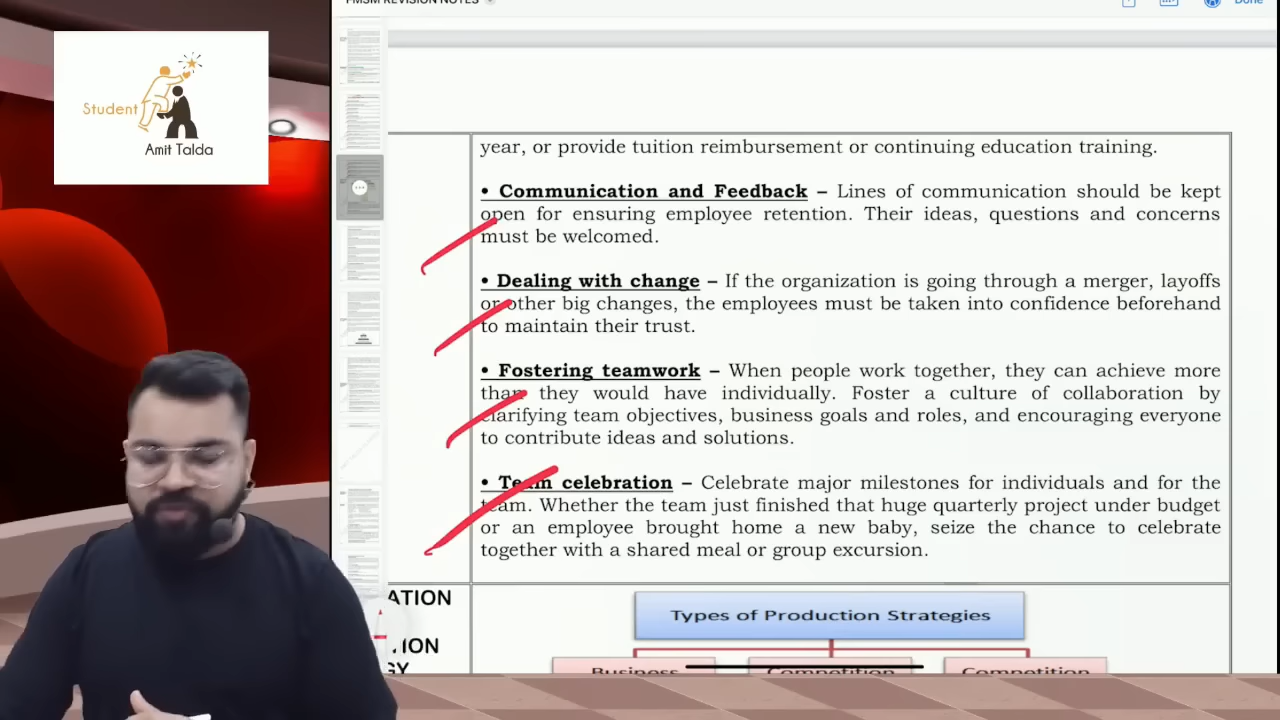 FMSM REVISION NOTES
Done
Student
Amit Talda
year, or provide tuition reimbursement or continuing education training.
• Communication and Feedback – Lines of communication should be kept
for ensuring employee retention. Their ideas, questions and concerns
must be welcomed
• Dealing with change – If the organization is going through a merger, layoffs
or other big changes, the employees must be taken into confidence
to maintain their trust.
• Fostering teamwork – When people work together, they can achieve more
than they would have individually. Foster a culture of collaboration
clarifying team objectives, business goals and roles, and encouraging everyone
to contribute ideas and solutions.
• Team celebration – Celebrate major milestones for individuals and for the
team. Whether the team just finished that huge quarterly project under budget
or an employee brought home a new baby, seize the chance to celebrate
together with a shared meal or group excursion.
Types of Production Strategies
Business
Competition